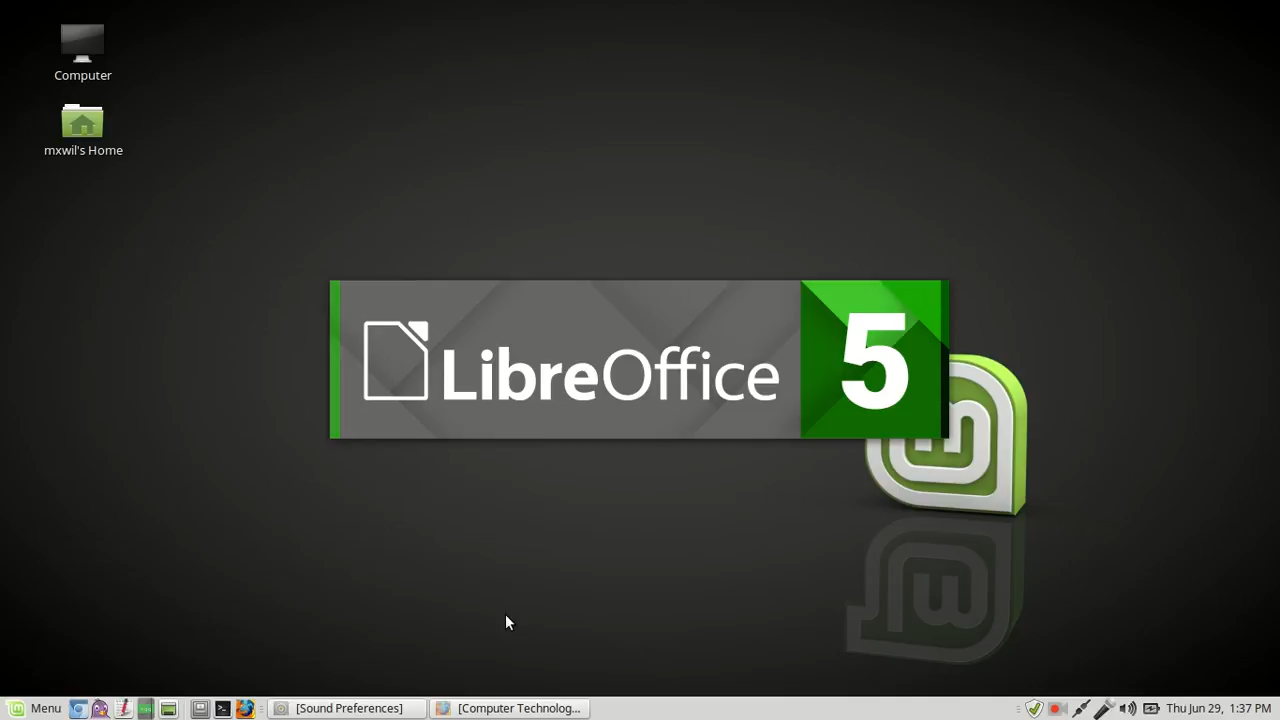 Computer
mxwil's Home
LibreOffice 5
Menu
[Sound Preferences]
[Computer Technolog...
Thu Jun 29, 1:37 PM